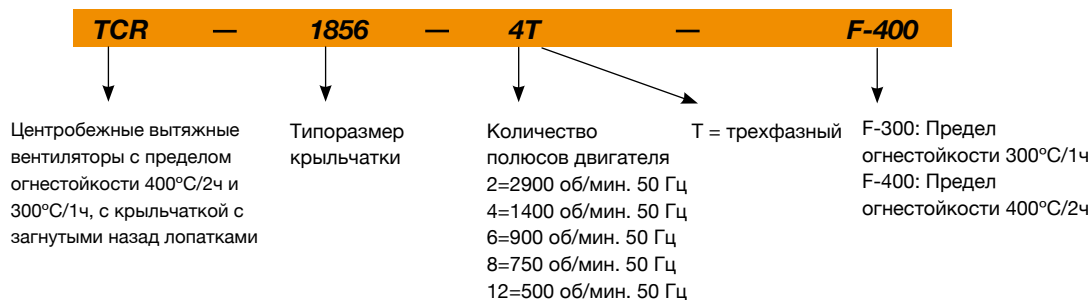 TCR — 1856 — 4T — F-400
Центробежные вытяжные
вентиляторы с пределом
огнестойкости 400ºС/2ч и
300ºС/1ч, с крыльчаткой с
загнутыми назад лопатками
Типоразмер
крыльчатки
Количество
полюсов двигателя
2=2900 об/мин. 50 Гц
4=1400 об/мин. 50 Гц
6=900 об/мин. 50 Гц
8=750 об/мин. 50 Гц
12=500 об/мин. 50 Гц
T = трехфазный
F-300: Предел
огнестойкости 300ºС/1ч
F-400: Предел
огнестойкости 400ºС/2ч